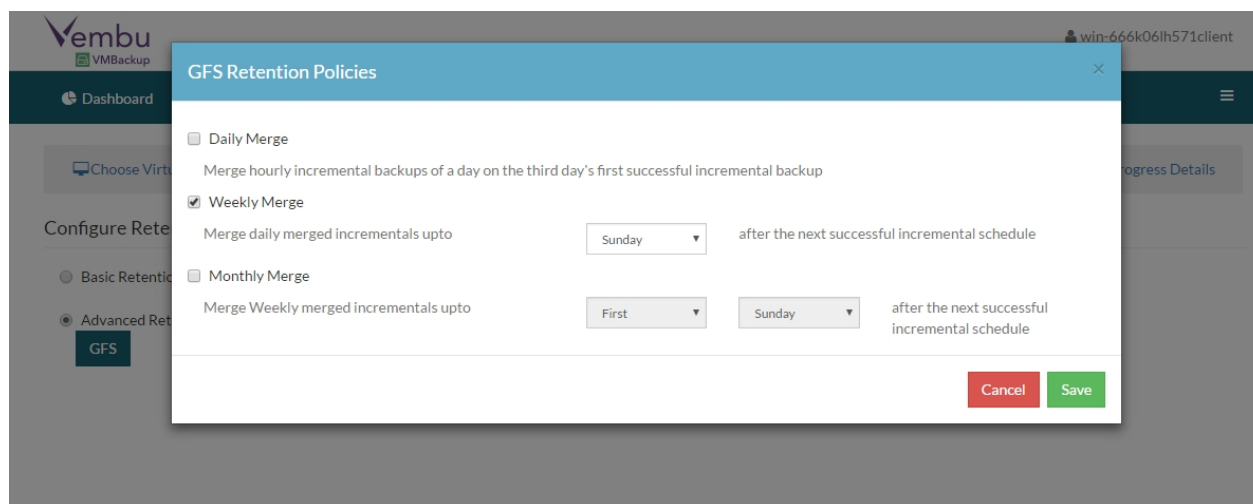 Vembu
VMBackup
win-666k06lh571client
GFS Retention Policies
×
Dashboard
Daily Merge
Merge hourly incremental backups of a day on the third day's first successful incremental backup
Choose Virtu
rogress Details
Weekly Merge
Merge daily merged incrementals upto Sunday after the next successful incremental schedule
Configure Rete
Monthly Merge
Basic Retentio
Merge Weekly merged incrementals upto First Sunday after the next successful
incremental schedule
Advanced Ret
GFS
Cancel Save